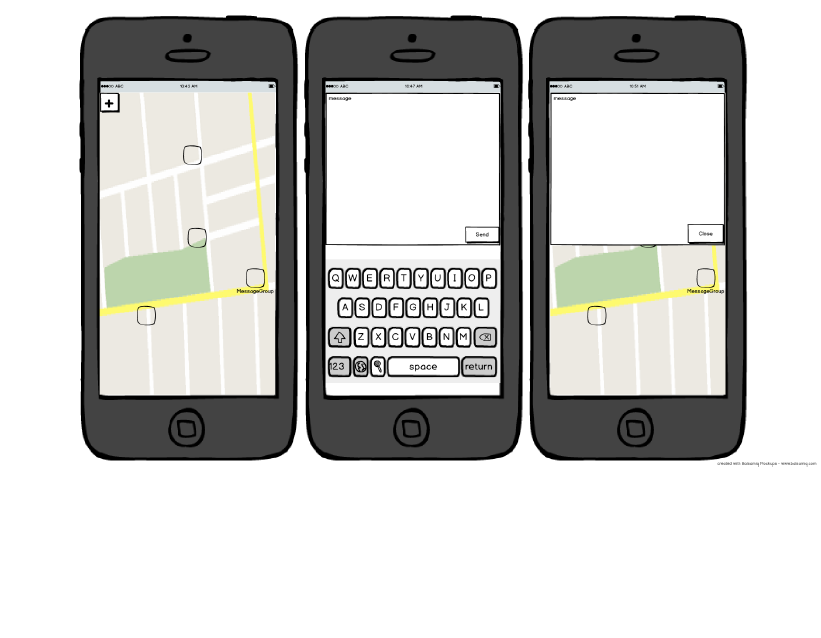 ABC 10:43 AM
+
MessageGroup
ABC 10:47 AM
message
Send
Q W E R T Y U I O P
A S D F G H J K L
Z X C V B N M
123 space return
ABC 10:51 AM
message
Close
MessageGroup
created with Balsamiq Mockups - www.balsamiq.com